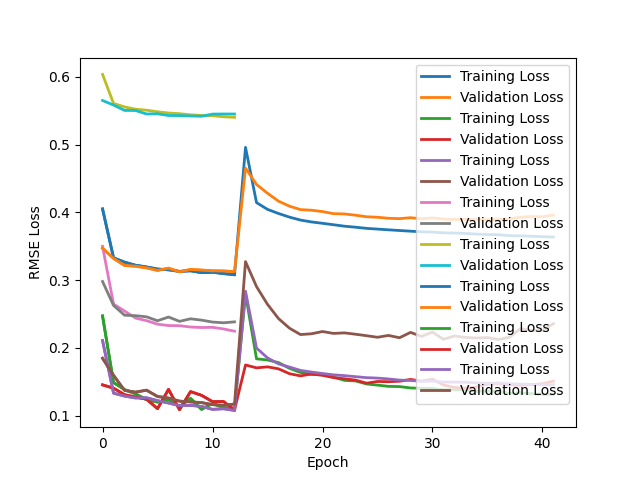 0.6
0.5
0.4
0.3
0.2
0.1
RMSE Loss
0
10
20
30
40
Epoch
Training Loss
Validation Loss
Training Loss
Validation Loss
Training Loss
Validation Loss
Training Loss
Validation Loss
Training Loss
Validation Loss
Training Loss
Validation Loss
Training Loss
Validation Loss
Training Loss
Validation Loss